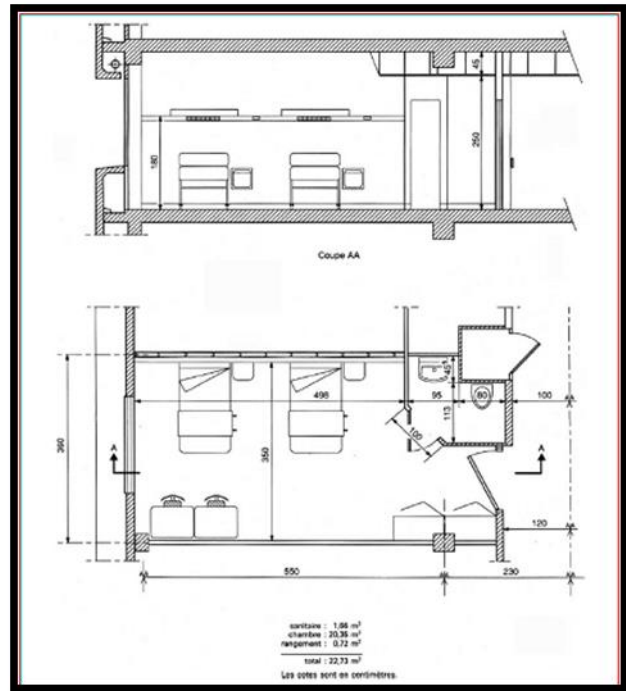 45
180
250
Coupe AA
45
498
95
80
100
113
100
390
350
A
A
120
550
230
sanitaire : 1,66 m²
chambre : 20,35 m²
rangement : 0,72 m²
total : 22,73 m²
Les cotes sont en centimètres.